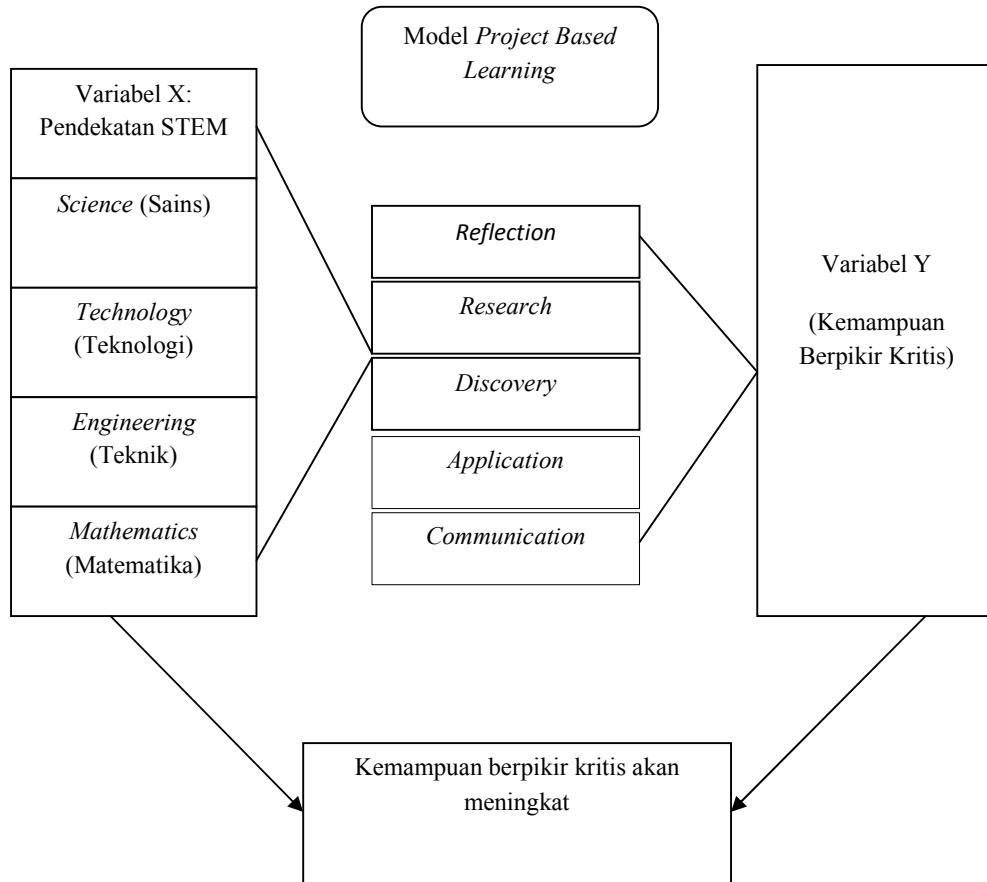 Model Project Based
Learning
Variabel X:
Pendekatan STEM
Science (Sains)
Technology
(Teknologi)
Engineering
(Teknik)
Mathematics
(Matematika)
Reflection
Research
Discovery
Application
Communication
Variabel Y
(Kemampuan
Berpikir Kritis)
Kemampuan berpikir kritis akan
meningkat